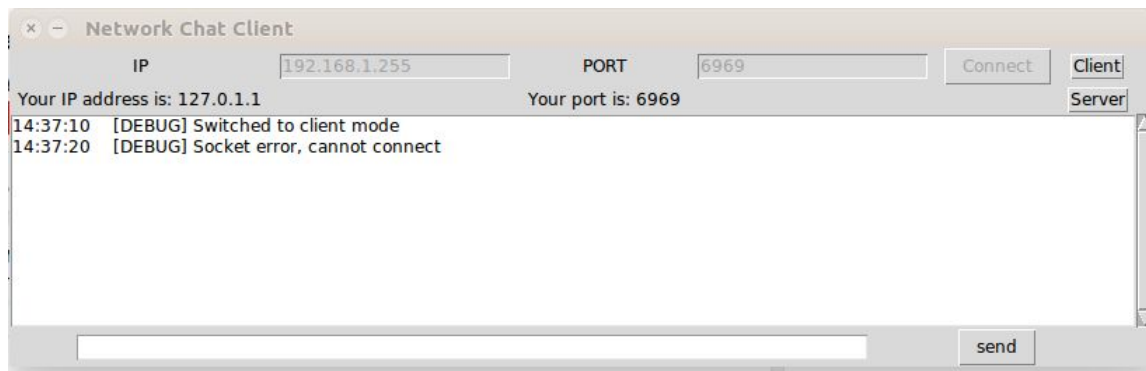 Network Chat Client
IP 192.168.1.255 PORT 6969 Connect Client
Your IP address is: 127.0.1.1 Your port is: 6969 Server
14:37:10 [DEBUG] Switched to client mode
14:37:20 [DEBUG] Socket error, cannot connect
send